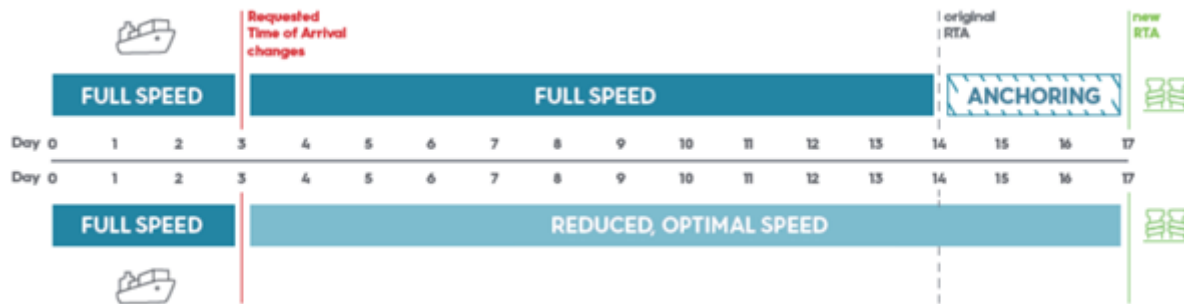 Requested
Time of Arrival
changes
original
RTA
new
RTA
FULL SPEED
FULL SPEED
ANCHORING
Day 0 1 2 3 4 5 6 7 8 9 10 11 12 13 14 15 16 17
Day 0 1 2 3 4 5 6 7 8 9 10 11 12 13 14 15 16 17
FULL SPEED
REDUCED, OPTIMAL SPEED